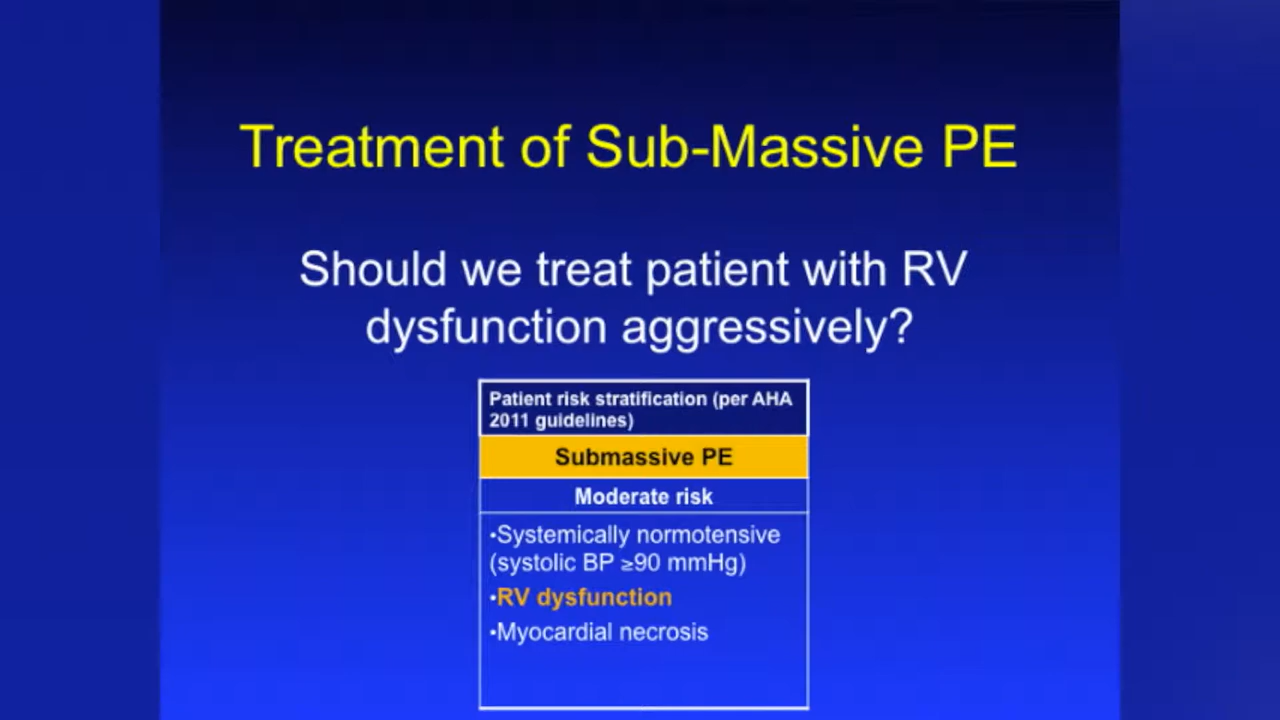 Treatment of Sub-Massive PE
Should we treat patient with RV
dysfunction aggressively?
Patient risk stratification (per AHA
2011 guidelines)
Submassive PE
Moderate risk
•Systemically normotensive
(systolic BP ≥90 mmHg)
•RV dysfunction
•Myocardial necrosis